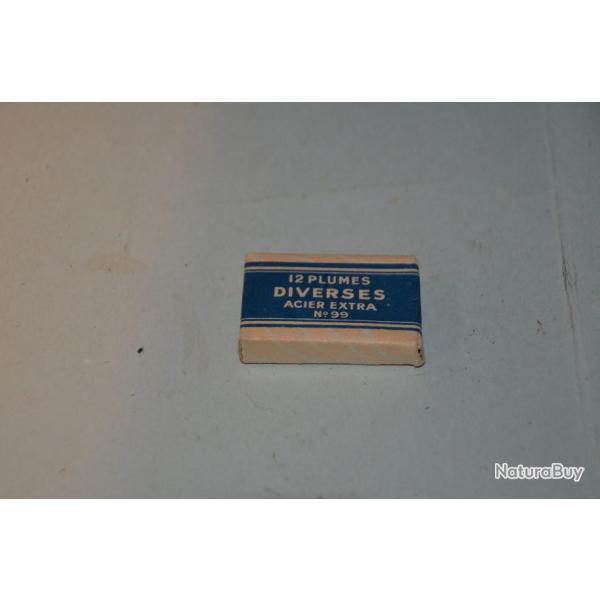 12 PLUMES
DIVERSES
ACIER EXTRA
Nº 99
NaturaBuy